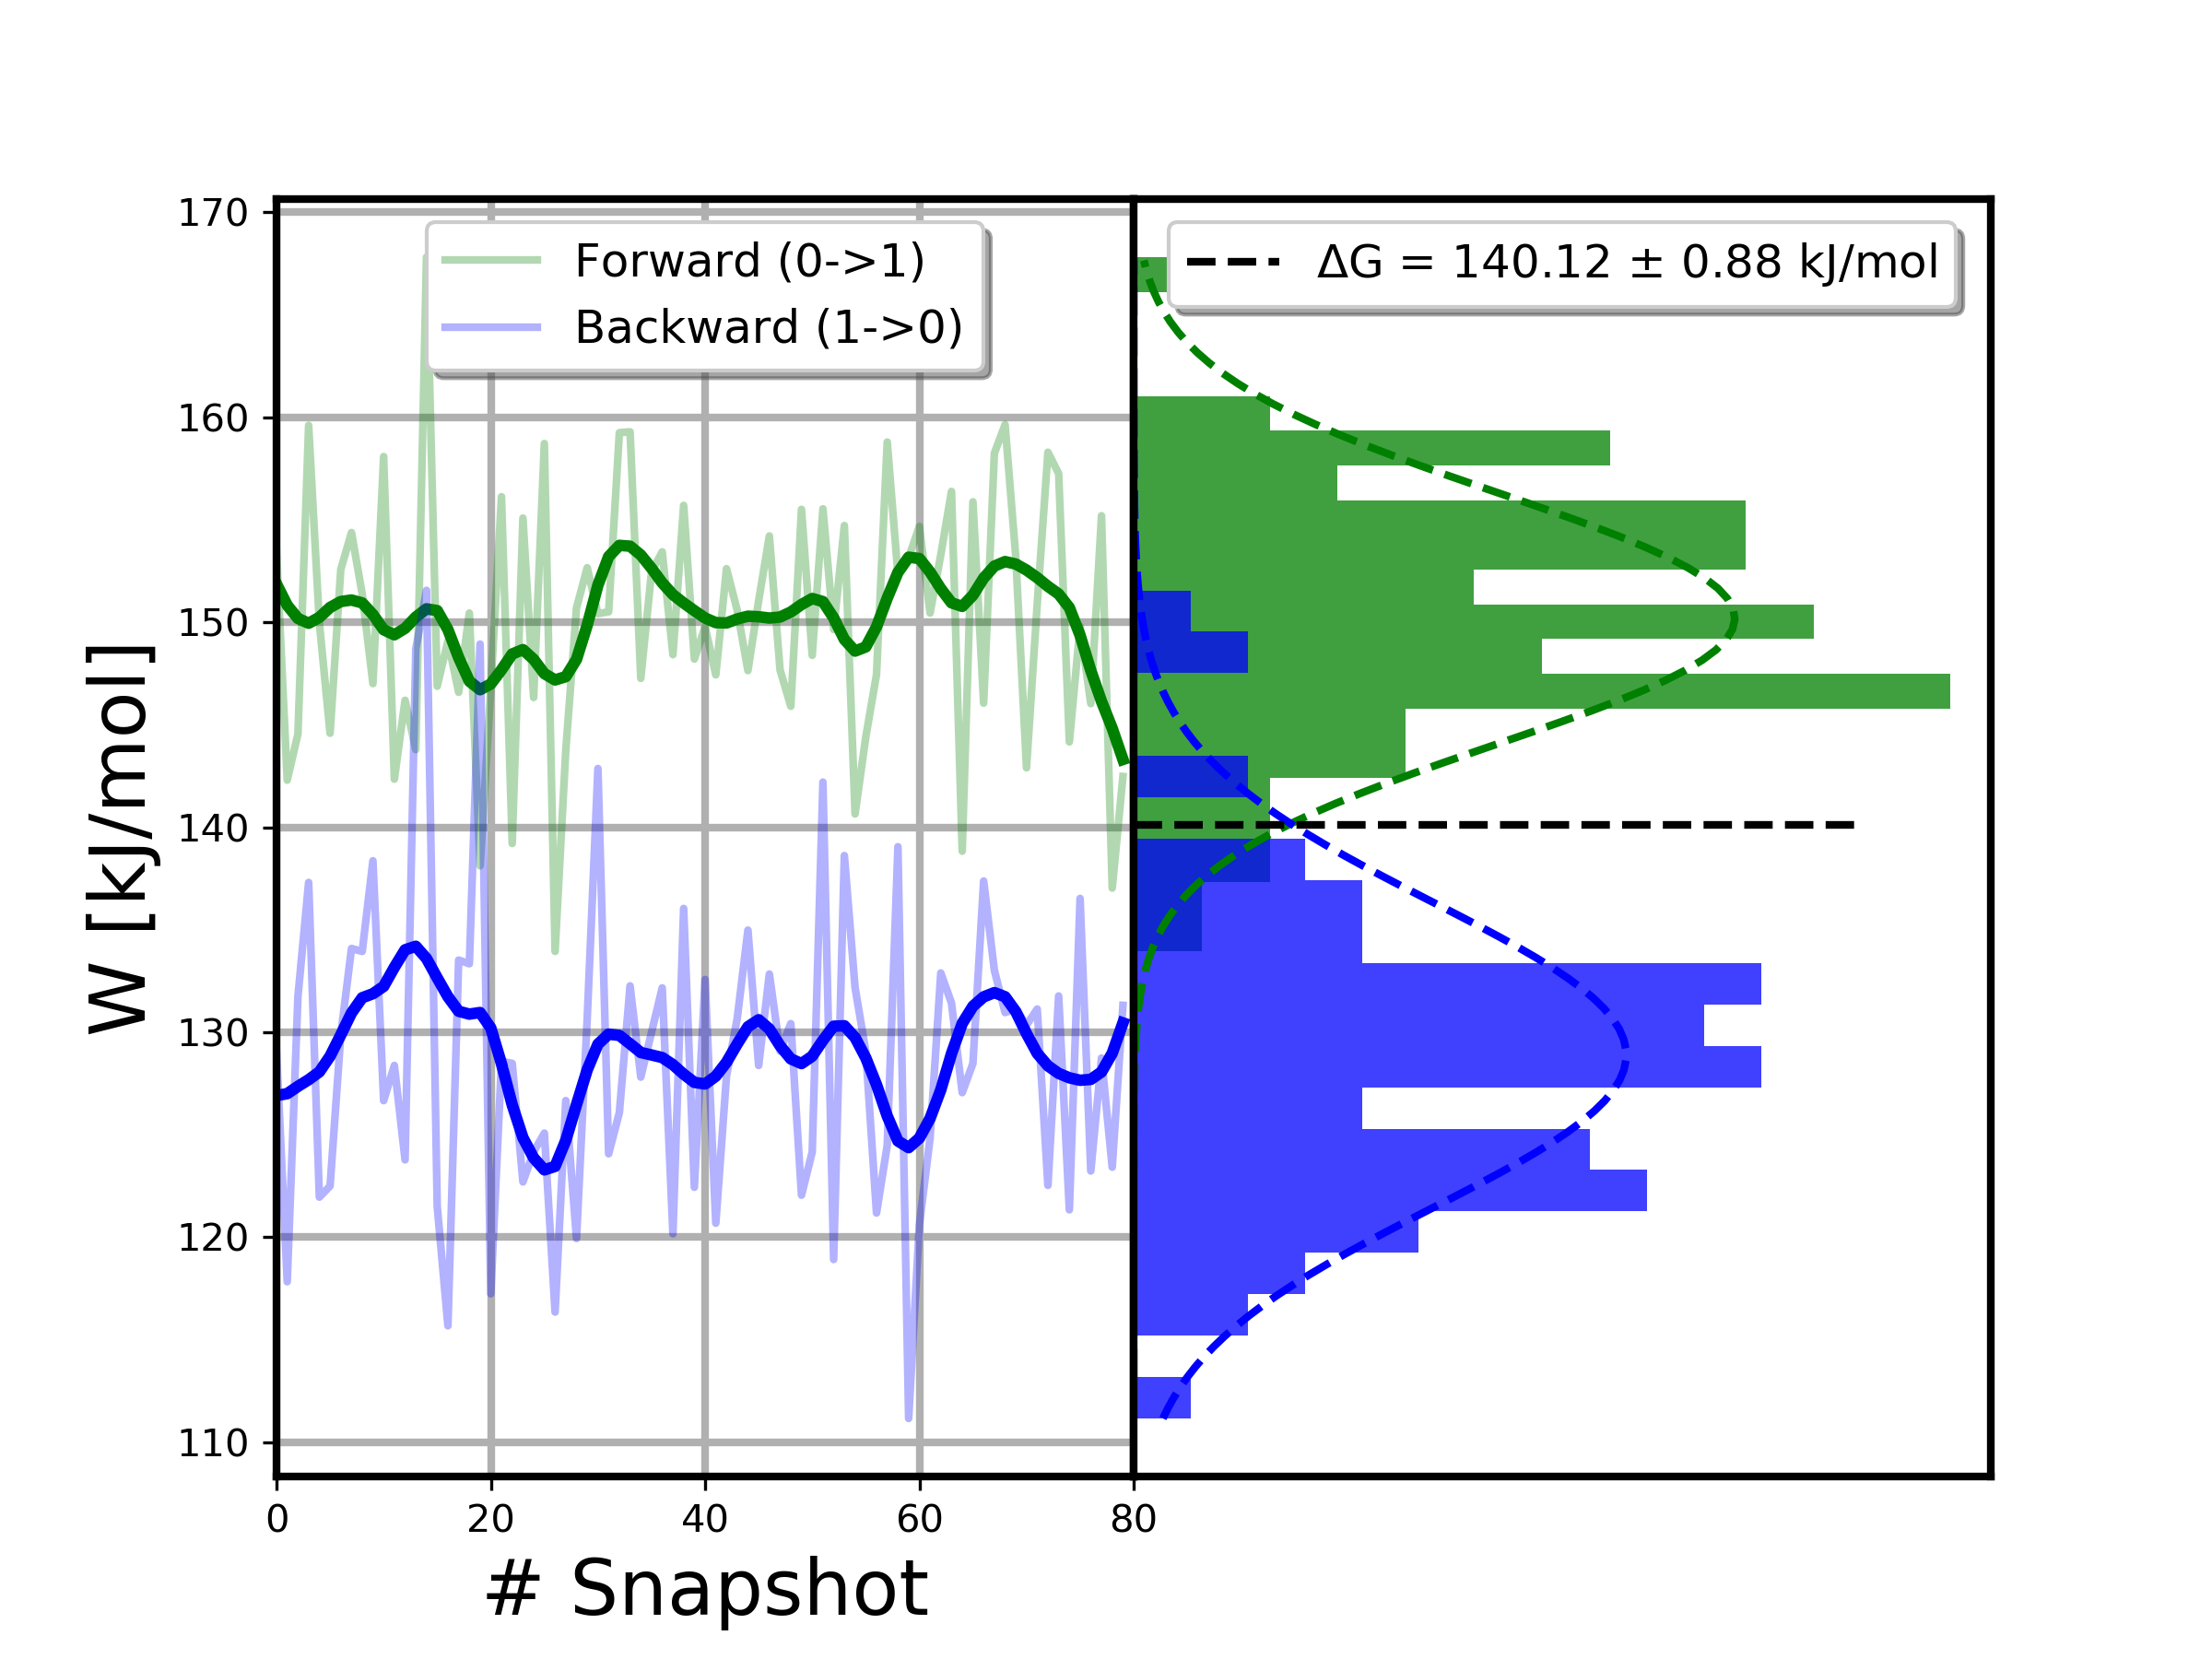 170
160
150
140
130
120
110
W [kJ/mol]
0
20
40
60
80
# Snapshot
Forward (0->1)
Backward (1->0)
ΔG = 140.12 ± 0.88 kJ/mol